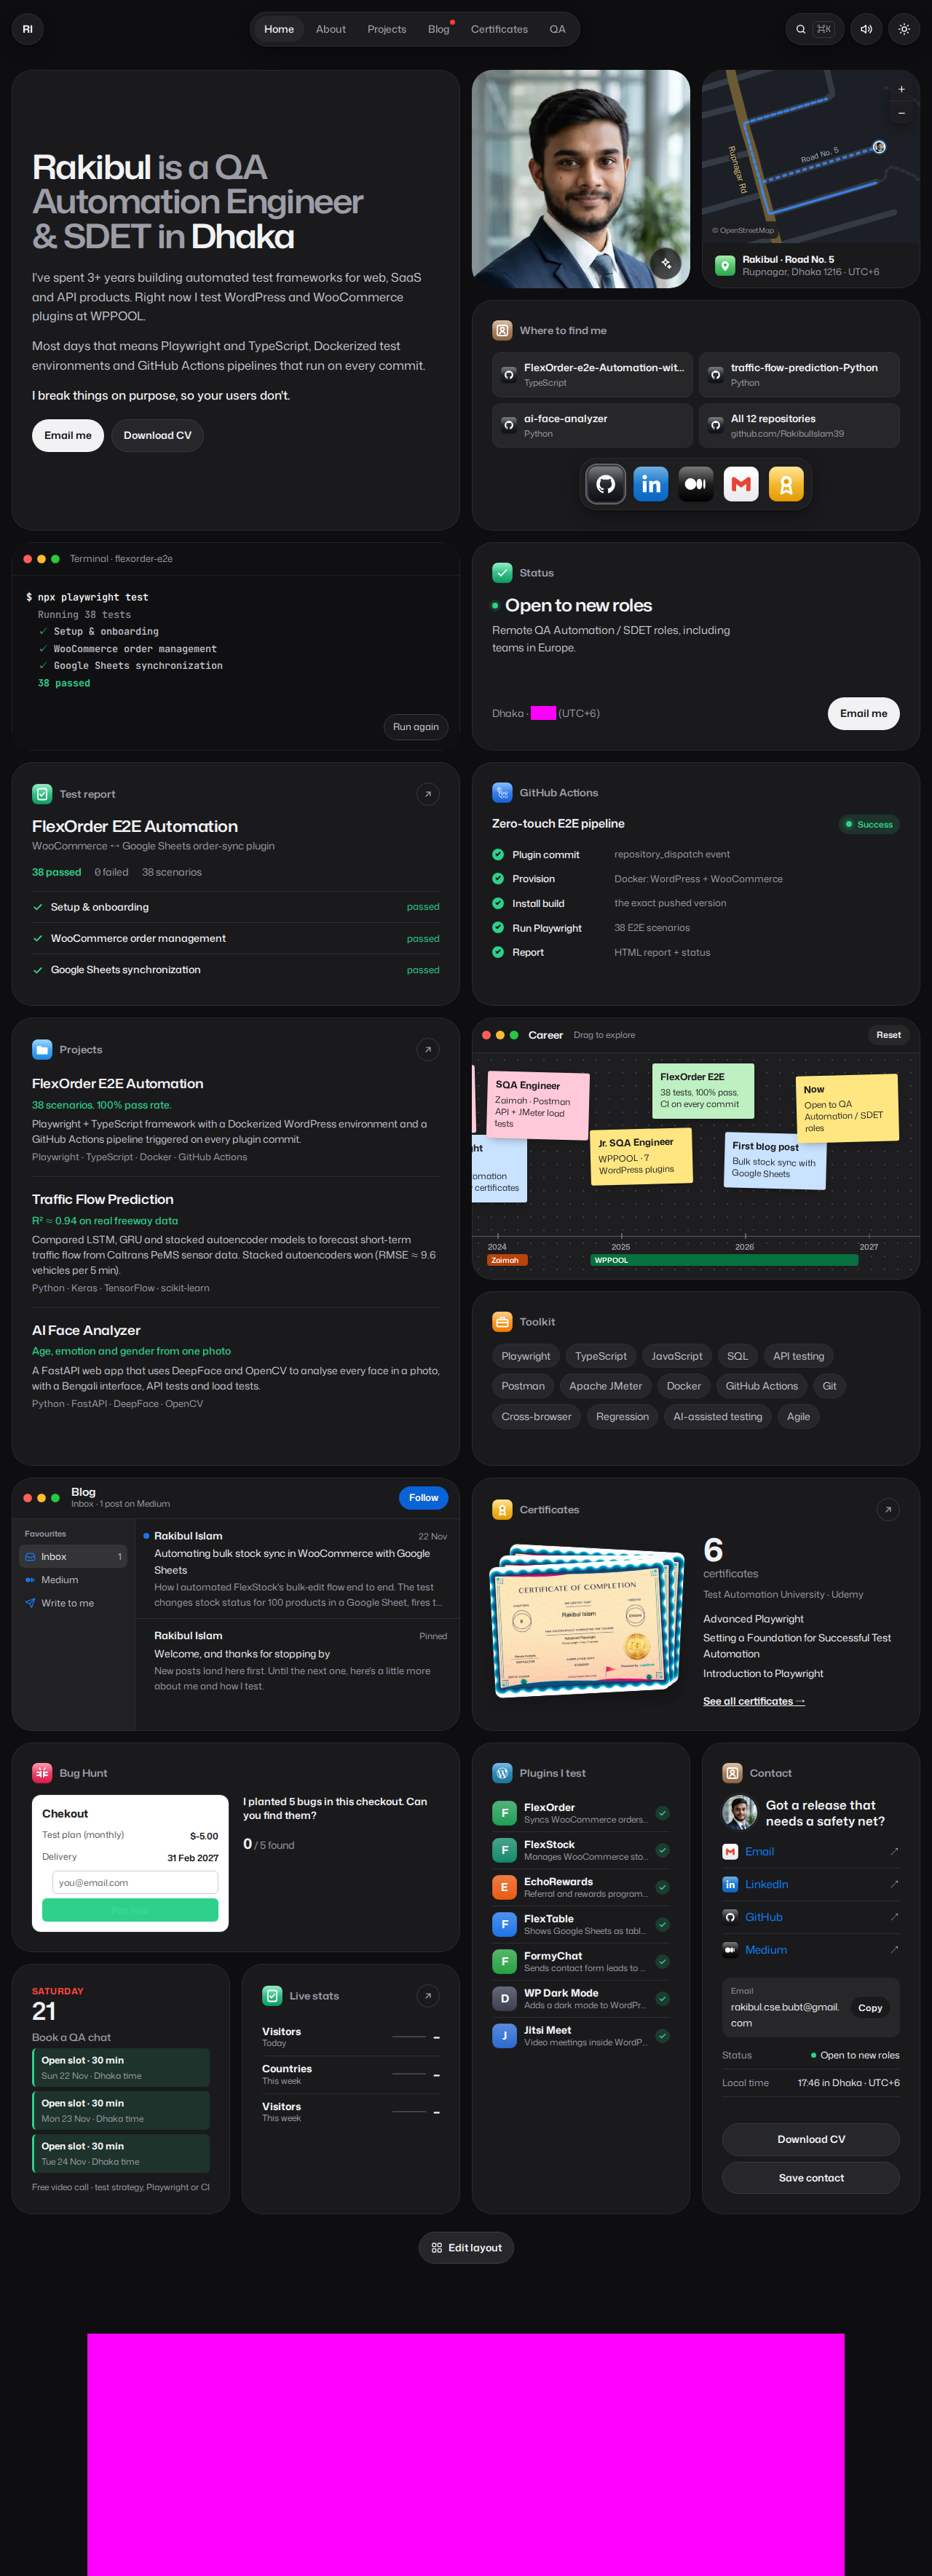 RI
Home
About
Projects
Blog
Certificates
QA
⌘K
Rakibul is a QA
Automation Engineer
& SDET in Dhaka
I've spent 3+ years building automated test frameworks for web, SaaS
and API products. Right now I test WordPress and WooCommerce
plugins at WPPOOL.
Most days that means Playwright and TypeScript, Dockerized test
environments and GitHub Actions pipelines that run on every commit.
I break things on purpose, so your users don't.
Email me
Download CV
+
−
Rupnagar Rd
Road No. 5
© OpenStreetMap
Rakibul · Road No. 5
Rupnagar, Dhaka 1216 · UTC+6
Where to find me
FlexOrder-e2e-Automation-wit...
TypeScript
traffic-flow-prediction-Python
Python
ai-face-analyzer
Python
All 12 repositories
github.com/RakibulIslam39
in
Terminal · flexorder-e2e
$ npx playwright test
Running 38 tests
✓ Setup & onboarding
✓ WooCommerce order management
✓ Google Sheets synchronization
38 passed
Run again
Status
Open to new roles
Remote QA Automation / SDET roles, including
teams in Europe.
Dhaka ·
(UTC+6)
Email me
Test report
FlexOrder E2E Automation
WooCommerce ↔ Google Sheets order-sync plugin
38 passed
0 failed
38 scenarios
Setup & onboarding
passed
WooCommerce order management
passed
Google Sheets synchronization
passed
GitHub Actions
Zero-touch E2E pipeline
Success
Plugin commit
repository_dispatch event
Provision
Docker: WordPress + WooCommerce
Install build
the exact pushed version
Run Playwright
38 E2E scenarios
Report
HTML report + status
Projects
FlexOrder E2E Automation
38 scenarios. 100% pass rate.
Playwright + TypeScript framework with a Dockerized WordPress environment and a
GitHub Actions pipeline triggered on every plugin commit.
Playwright · TypeScript · Docker · GitHub Actions
Traffic Flow Prediction
R² ≈ 0.94 on real freeway data
Compared LSTM, GRU and stacked autoencoder models to forecast short-term
traffic flow from Caltrans PeMS sensor data. Stacked autoencoders won (RMSE ≈ 9.6
vehicles per 5 min).
Python · Keras · TensorFlow · scikit-learn
AI Face Analyzer
Age, emotion and gender from one photo
A FastAPI web app that uses DeepFace and OpenCV to analyse every face in a photo,
with a Bengali interface, API tests and load tests.
Python · FastAPI · DeepFace · OpenCV
Career
Drag to explore
Reset
SQA Engineer
Zaimah · Postman
API + JMeter load
tests
ght
omation
certificates
Jr. SQA Engineer
WPPOOL · 7
WordPress plugins
FlexOrder E2E
38 tests, 100% pass,
CI on every commit
First blog post
Bulk stock sync with
Google Sheets
Now
Open to QA
Automation / SDET
roles
2024
2025
2026
2027
Zaimah
WPPOOL
Toolkit
Playwright
TypeScript
JavaScript
SQL
API testing
Postman
Apache JMeter
Docker
GitHub Actions
Git
Cross-browser
Regression
AI-assisted testing
Agile
Blog
Inbox · 1 post on Medium
Follow
Favourites
Inbox
1
Medium
Write to me
Rakibul Islam
22 Nov
Automating bulk stock sync in WooCommerce with Google
Sheets
How I automated FlexStock's bulk-edit flow end to end. The test
changes stock status for 100 products in a Google Sheet, fires t...
Rakibul Islam
Pinned
Welcome, and thanks for stopping by
New posts land here first. Until the next one, here's a little more
about me and how I test.
Certificates
CERTIFICATE OF COMPLETION
Rakibul Islam
6
certificates
Test Automation University · Udemy
Advanced Playwright
Setting a Foundation for Successful Test
Automation
Introduction to Playwright
See all certificates →
Bug Hunt
Chekout
Test plan (monthly)
$-5.00
Delivery
31 Feb 2027
you@email.com
Pay now
I planted 5 bugs in this checkout. Can
you find them?
0 / 5 found
Plugins I test
F
FlexOrder
Syncs WooCommerce orders...
F
FlexStock
Manages WooCommerce sto...
E
EchoRewards
Referral and rewards program...
F
FlexTable
Shows Google Sheets as tabl...
F
FormyChat
Sends contact form leads to ...
D
WP Dark Mode
Adds a dark mode to WordPr...
J
Jitsi Meet
Video meetings inside WordP...
Contact
Got a release that
needs a safety net?
Email
LinkedIn
GitHub
Medium
Email
rakibul.cse.bubt@gmail.
com
Copy
Status
Open to new roles
Local time
17:46 in Dhaka · UTC+6
Download CV
Save contact
SATURDAY
21
Book a QA chat
Open slot · 30 min
Sun 22 Nov · Dhaka time
Open slot · 30 min
Mon 23 Nov · Dhaka time
Open slot · 30 min
Tue 24 Nov · Dhaka time
Free video call · test strategy, Playwright or CI
Live stats
Visitors
Today
–
Countries
This week
–
Visitors
This week
–
Edit layout